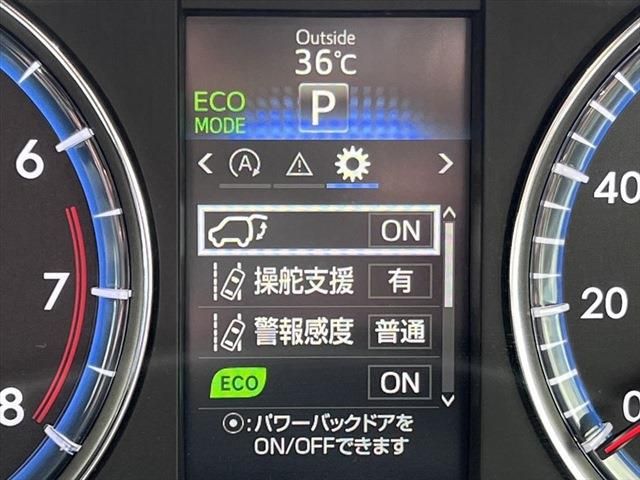 Outside
36℃
ECO
MODE
P
A
ON
操舵支援 有
警報感度 普通
ECO ON
⦿:パワーバックドアを
ON/OFFできます
6
7
8
40
20
0